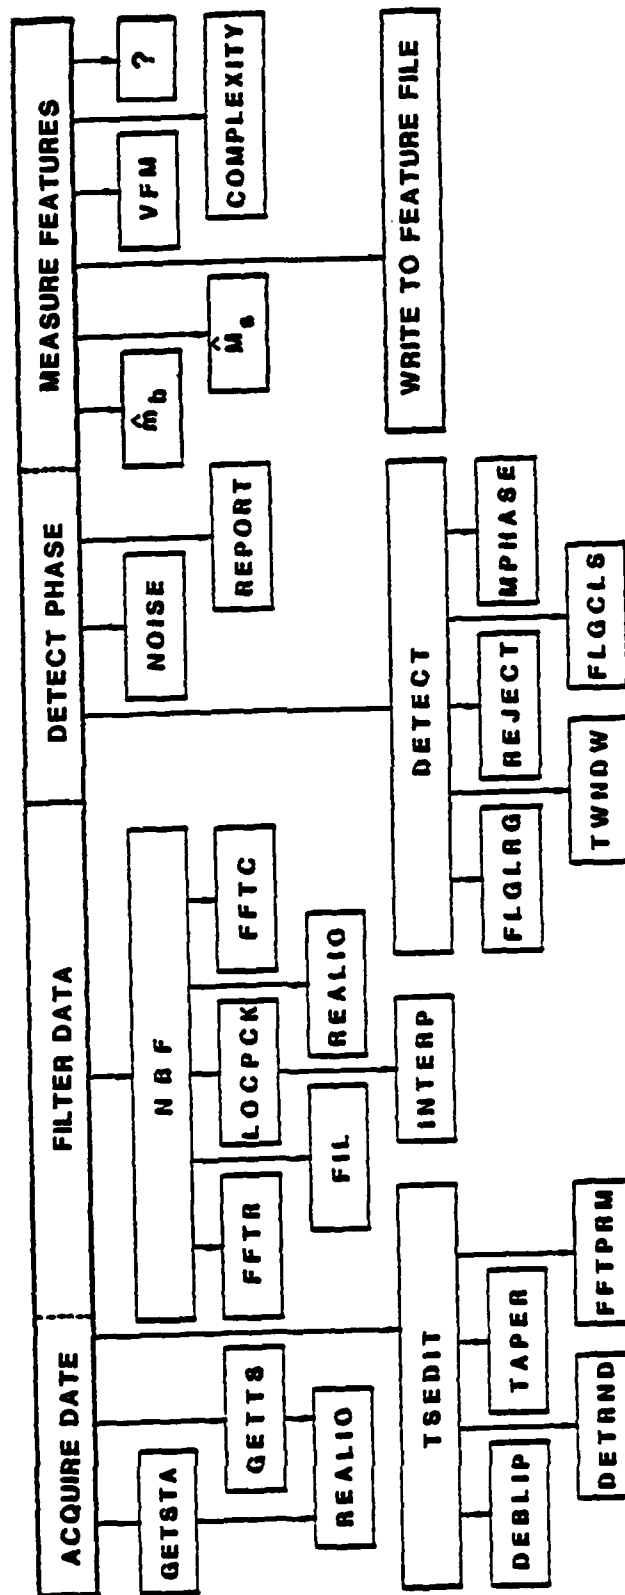 ACQUIRE DATE
FILTER DATA
DETECT PHASE
MEASURE FEATURES
GETSTA
GETTS
REALIO
TSEDIT
DEBLIP
DETRND
TAPER
FFTPRM
NBF
FFTR
FIL
LOCPCK
REALIO
FFTC
INTERP
NOISE
REPORT
DETECT
FLGLRG
TWNDW
REJECT
FLGCLS
MPHASE
m̂b
M̂s
VFM
COMPLEXITY
?
WRITE TO FEATURE FILE